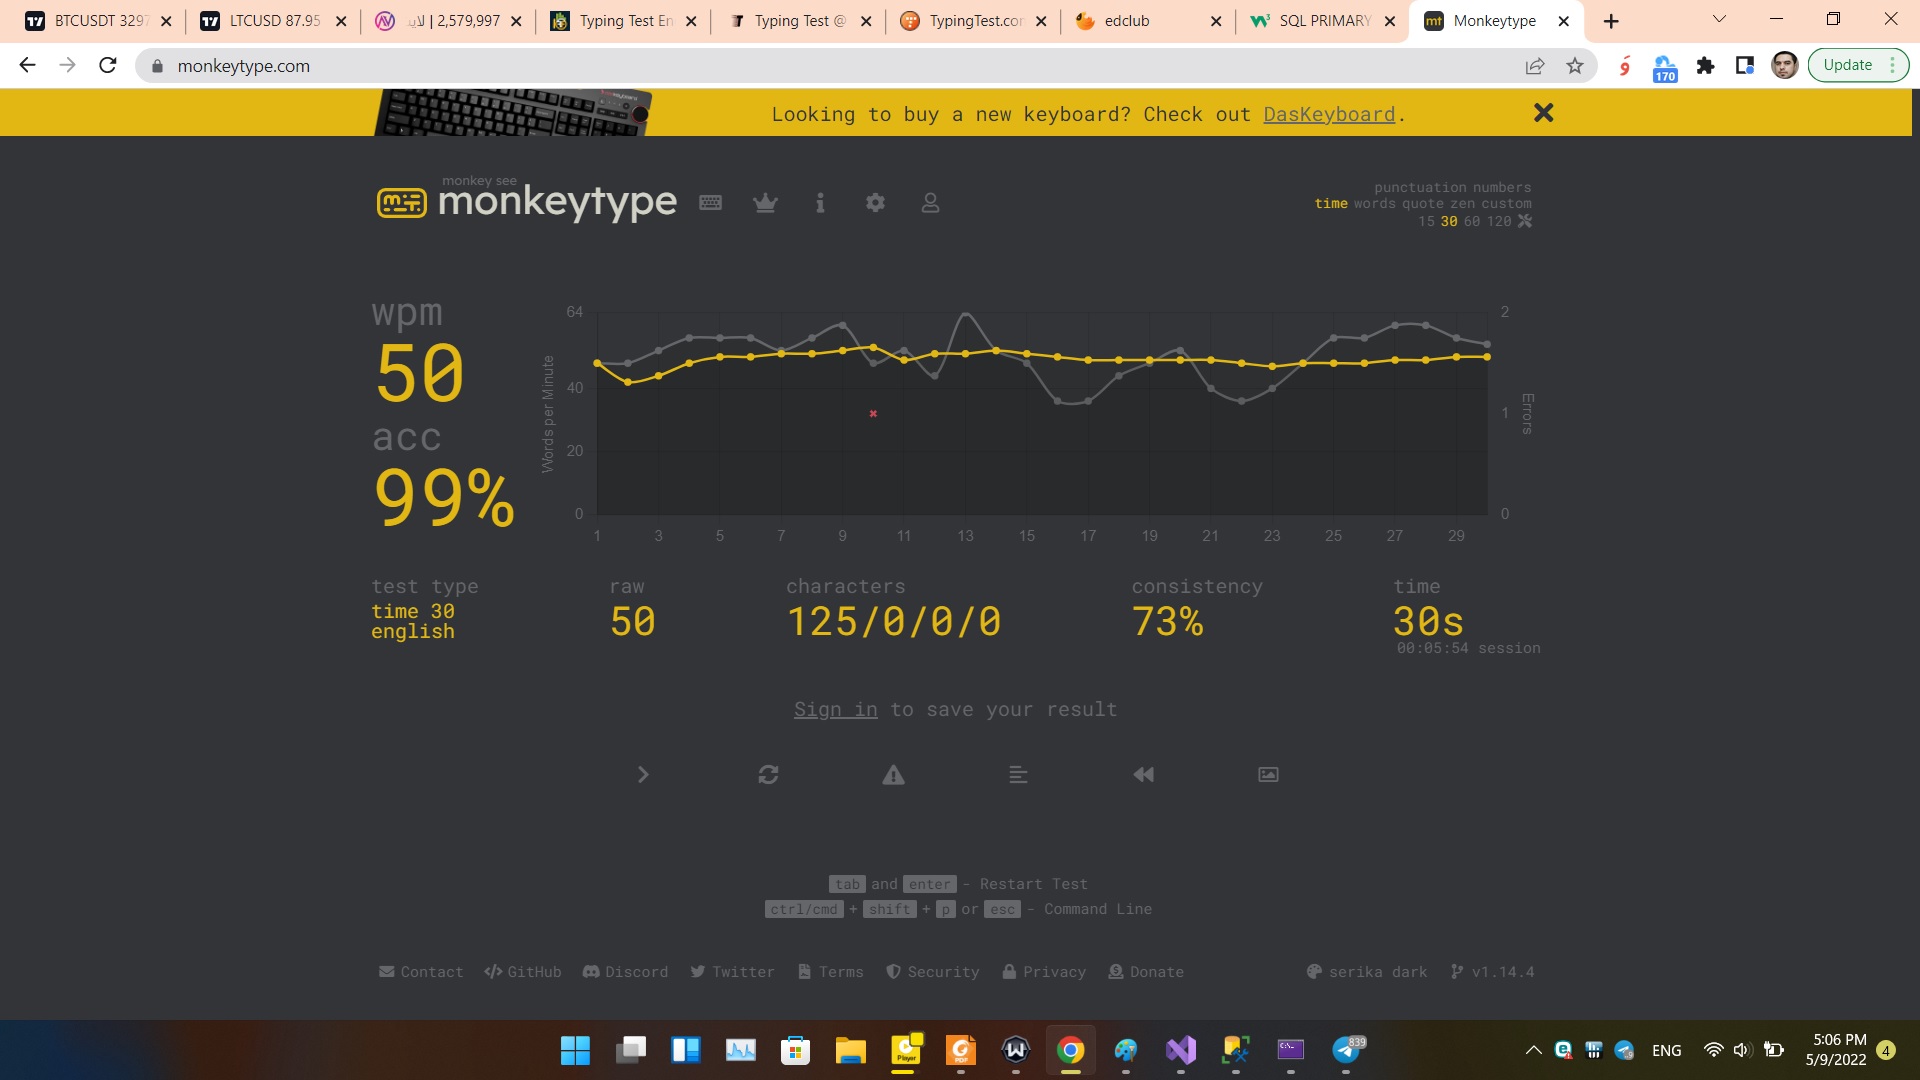 BTCUSDT 3297
LTCUSD 87.95
2,579,997 | لاید
Typing Test En
Typing Test @
TypingTest.com
edclub
SQL PRIMARY
mt Monkeytype
monkeytype.com
170
Update
Looking to buy a new keyboard? Check out DasKeyboard.
monkey see
monkeytype
punctuation numbers
time words quote zen custom
15 30 60 120
wpm
50
acc
99%
Words per Minute
64
40
20
0
2
1
0
Errors
1 3 5 7 9 11 13 15 17 19 21 23 25 27 29
test type
time 30
english
raw
50
characters
125/0/0/0
consistency
73%
time
30s
00:05:54 session
Sign in to save your result
tab and enter - Restart Test
ctrl/cmd + shift + p or esc - Command Line
Contact GitHub Discord Twitter Terms Security Privacy Donate serika dark v1.14.4
Player
PDF
839
ENG
5:06 PM
5/9/2022
4